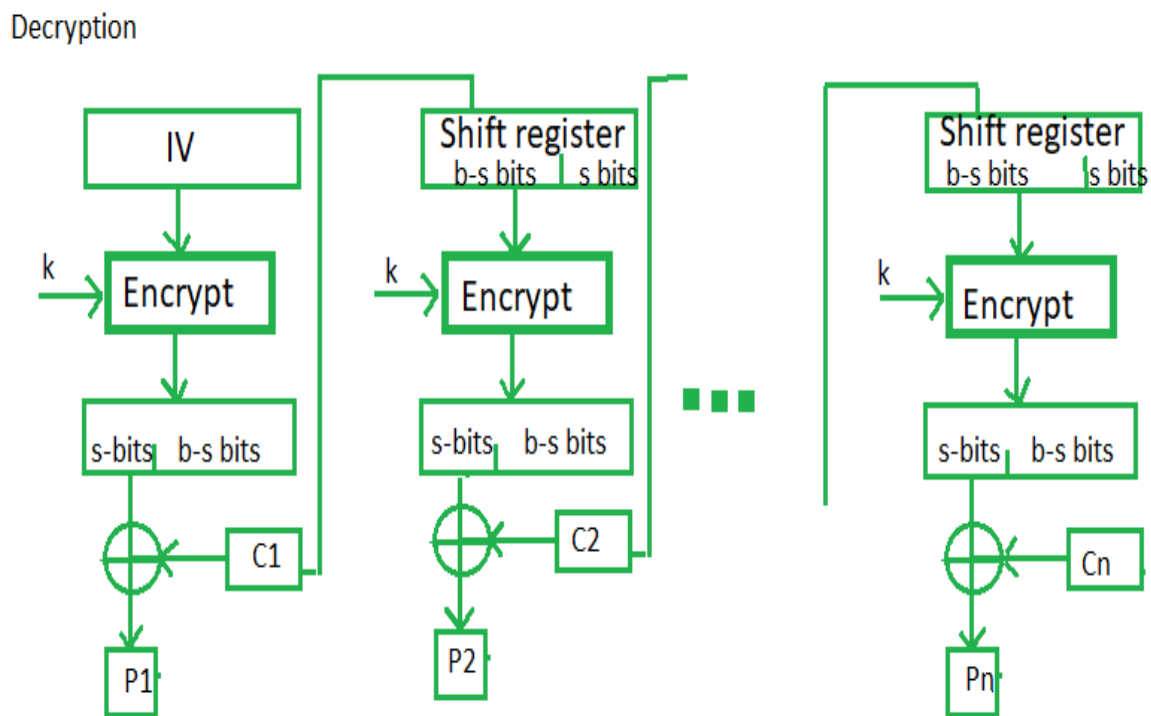 Decryption
IV
Shift register
b-s bits s bits
Shift register
b-s bits s bits
k
Encrypt
k
Encrypt
k
Encrypt
s-bits b-s bits
s-bits b-s bits
s-bits b-s bits
C1
C2
Cn
P1
P2
Pn